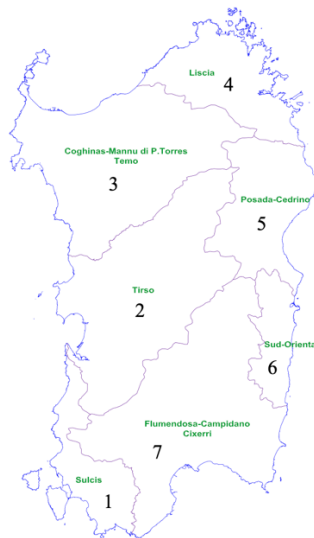 Liscia
4
Coghinas-Mannu di P.Torres
Temo
3
Posada-Cedrino
5
Tirso
2
Sud-Orienta
6
Flumendosa-Campidano
Cixerri
7
Sulcis
1